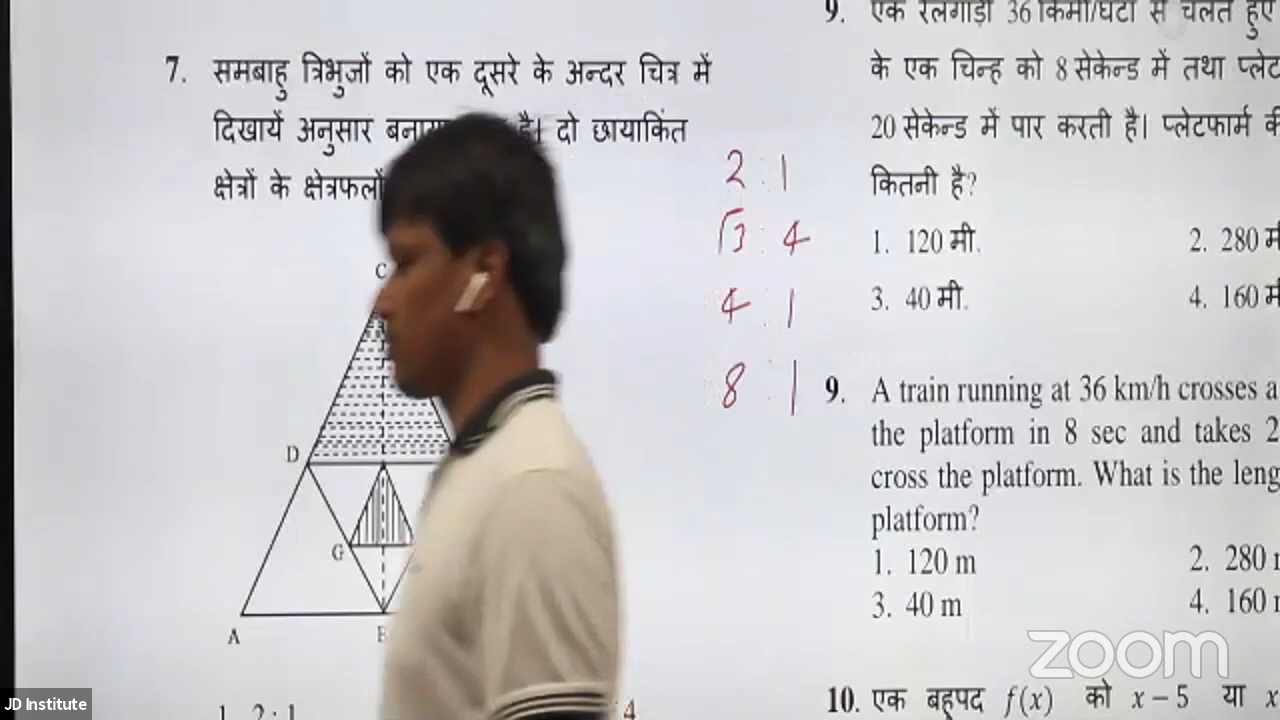 7. समबाहु त्रिभुजों को एक दूसरे के अन्दर चित्र में
दिखायें अनुसार है। दो छायाकिंत
क्षेत्रों के
C
D
G
A
1. 2 : 1
4
2 : 1
√3 : 4
4 : 1
8 : 1
9. एक रेलगाड़ी 36 किमी/घंटा से चलते हुए
के एक चिन्ह को 8 सेकेन्ड में तथा
20 सेकेन्ड में पार करती है। प्लेटफार्म
कितनी है?
1. 120 मी. 2. 280
3. 40 मी. 4. 160
9. A train running at 36 km/h crosses a
the platform in 8 sec and takes 2
cross the platform. What is the
platform?
1. 120 m 2. 280
3. 40 m 4. 160
10. एक बहुपद f(x) को x – 5 या x
zoom
JD Institute